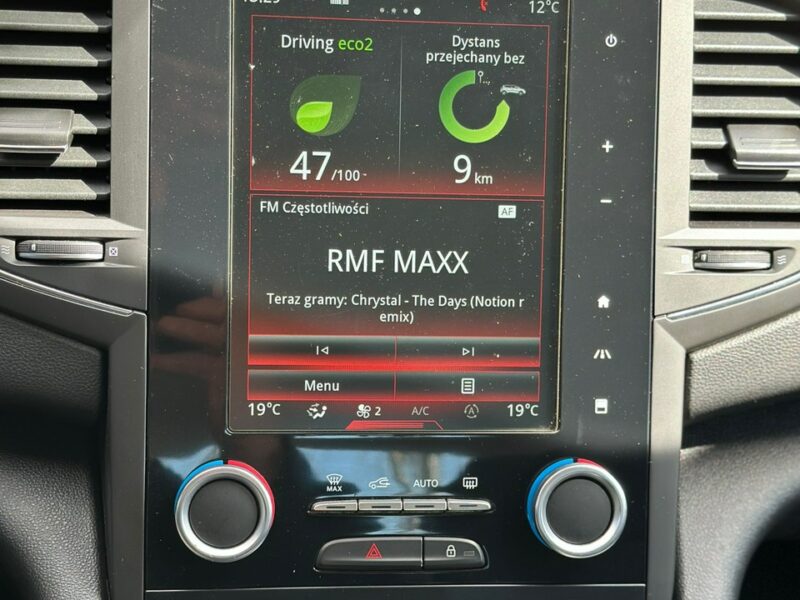 12°C
Driving eco2
Dystans
przejechany bez
47/100
9 km
FM Częstotliwości
AF
RMF MAXX
Teraz gramy: Chrystal - The Days (Notion r
emix)
Menu
19°C
2
A/C
A
19°C
MAX
AUTO